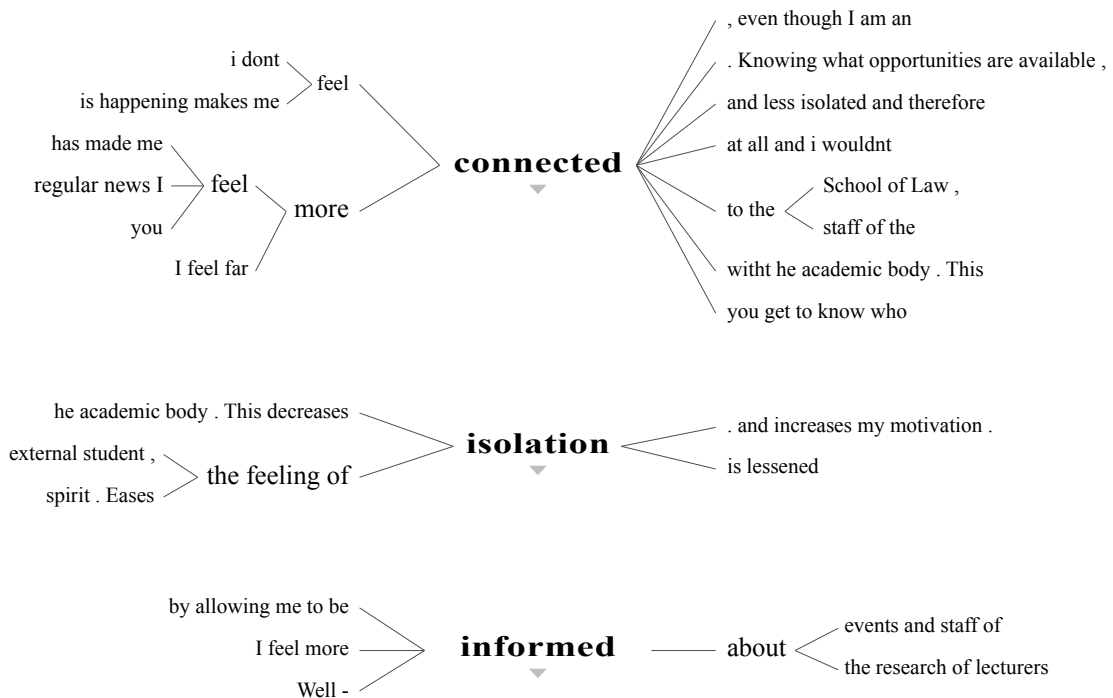 i dont
is happening makes me
feel
has made me
regular news I
you
feel
more
I feel far
connected
, even though I am an
. Knowing what opportunities are available ,
and less isolated and therefore
at all and i wouldnt
to the
School of Law ,
staff of the
witht he academic body . This
you get to know who
he academic body . This decreases
external student ,
spirit . Eases
the feeling of
isolation
. and increases my motivation .
is lessened
by allowing me to be
I feel more
Well -
informed
about
events and staff of
the research of lecturers